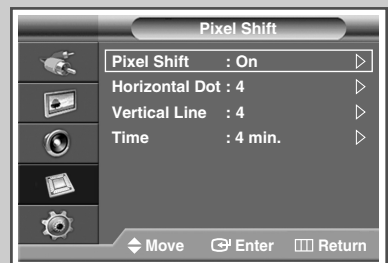 Pixel Shift
Pixel Shift : On
Horizontal Dot : 4
Vertical Line : 4
Time : 4 min.
Move Enter Return